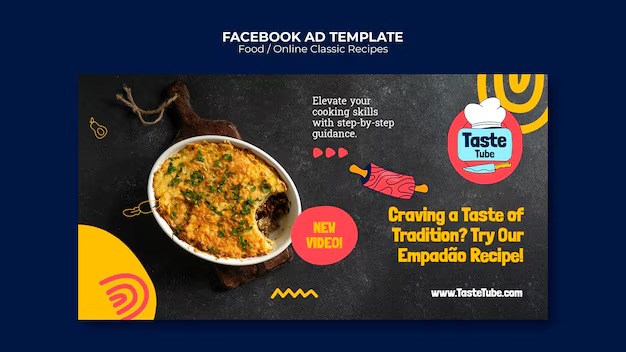 FACEBOOK AD TEMPLATE
Food / Online Classic Recipes
Elevate your
cooking skills
with step-by-step
guidance.
Taste
Tube
NEW
VIDEO!
Craving a Taste of
Tradition? Try Our
Empadão Recipe!
www.TasteTube.com